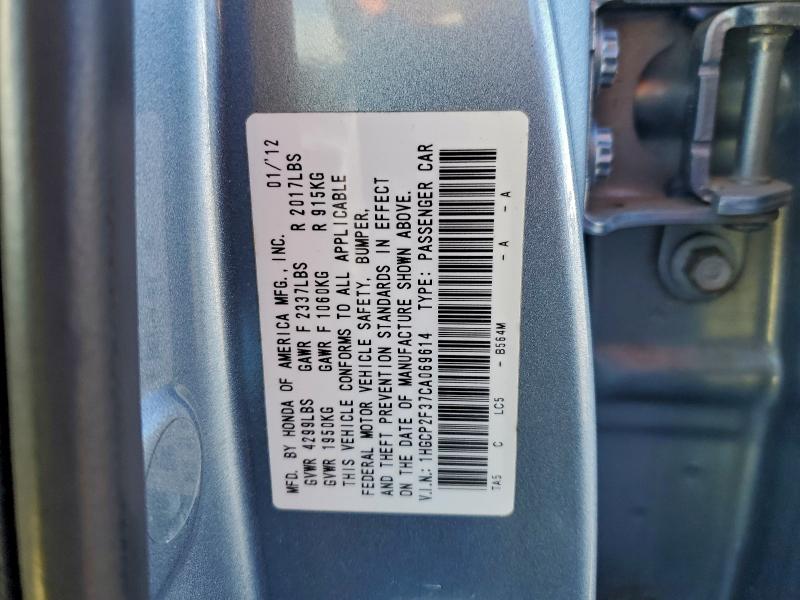 MFD. BY HONDA OF AMERICA MFG., INC. 01/'12
GVWR 4299LBS GAWR F 2337LBS R 2017LBS
GVWR 1950KG GAWR F 1060KG R 915KG
THIS VEHICLE CONFORMS TO ALL APPLICABLE
FEDERAL MOTOR VEHICLE SAFETY, BUMPER,
AND THEFT PREVENTION STANDARDS IN EFFECT
ON THE DATE OF MANUFACTURE SHOWN ABOVE.
V.I.N.: 1HGCP2F37CA069614 TYPE: PASSENGER CAR
TA5 C LC5 - B564M - A - A